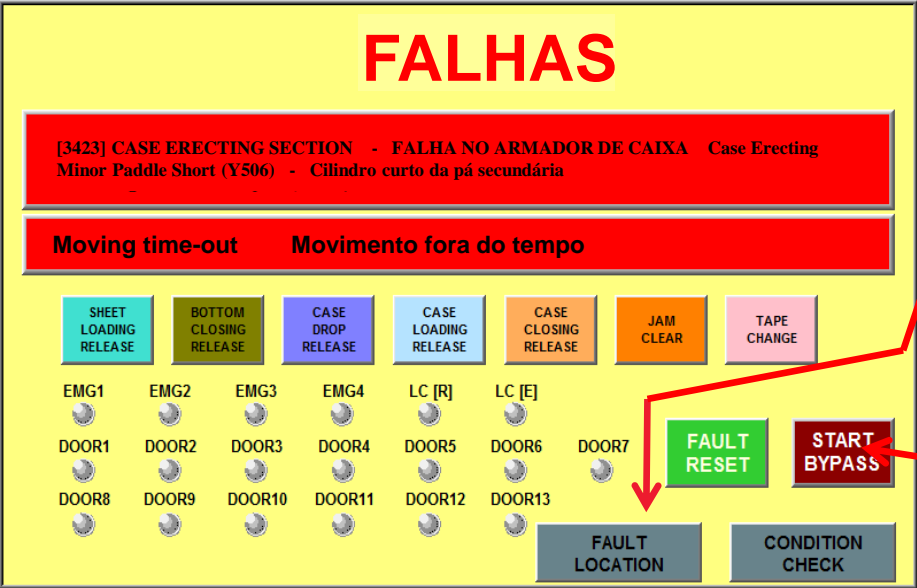 FALHAS
[3423] CASE ERECTING SECTION - FALHA NO ARMADOR DE CAIXA Case Erecting
Minor Paddle Short (Y506) - Cilindro curto da pá secundária
Moving time-out Movimento fora do tempo
SHEET
LOADING
RELEASE
BOTTOM
CLOSING
RELEASE
CASE
DROP
RELEASE
CASE
LOADING
RELEASE
CASE
CLOSING
RELEASE
JAM
CLEAR
TAPE
CHANGE
EMG1 EMG2 EMG3 EMG4 LC [R] LC [E]
DOOR1 DOOR2 DOOR3 DOOR4 DOOR5 DOOR6 DOOR7
DOOR8 DOOR9 DOOR10 DOOR11 DOOR12 DOOR13
FAULT
RESET
START
BYPASS
FAULT
LOCATION
CONDITION
CHECK